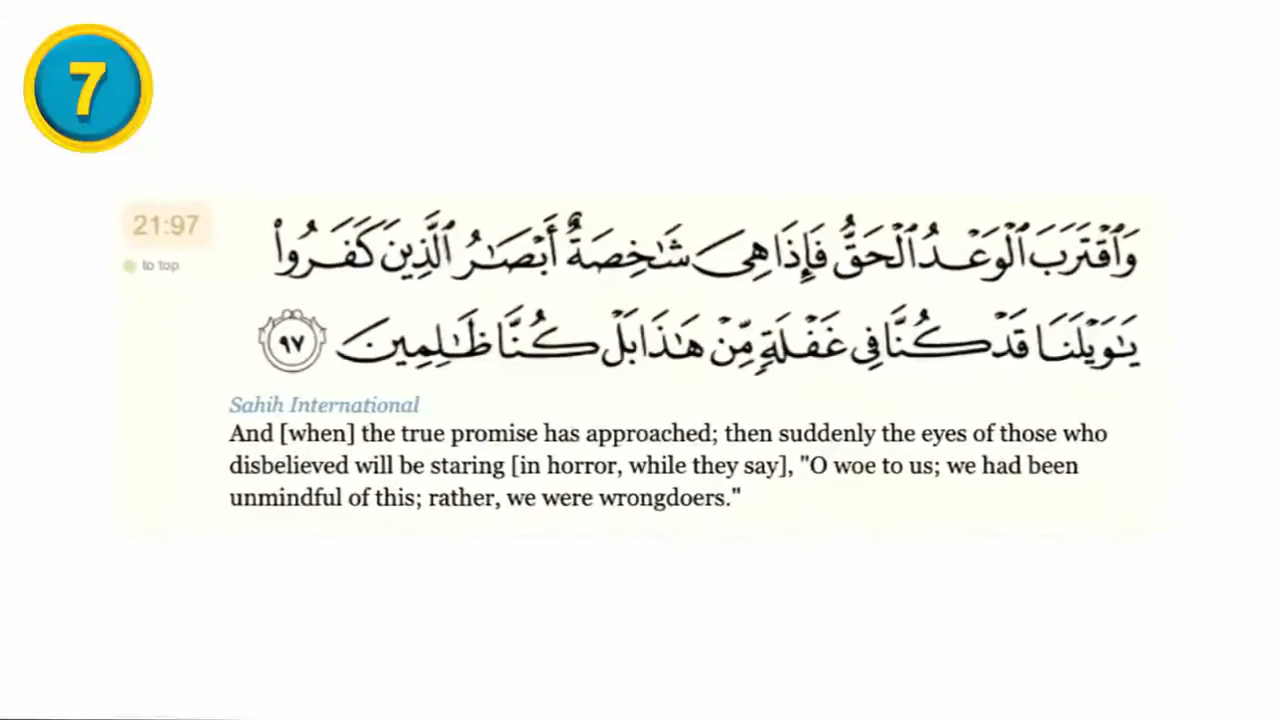 7
21:97
to top
وَٱقْتَرَبَ ٱلْوَعْدُ ٱلْحَقُّ فَإِذَا هِىَ شَـٰخِصَةٌ أَبْصَـٰرُ ٱلَّذِينَ كَفَرُوا۟
يَـٰوَيْلَنَا قَدْ كُنَّا فِى غَفْلَةٍ مِّنْ هَـٰذَا بَلْ كُنَّا ظَـٰلِمِينَ ٩٧
Sahih International
And [when] the true promise has approached; then suddenly the eyes of those who
disbelieved will be staring [in horror, while they say], "O woe to us; we had been
unmindful of this; rather, we were wrongdoers."